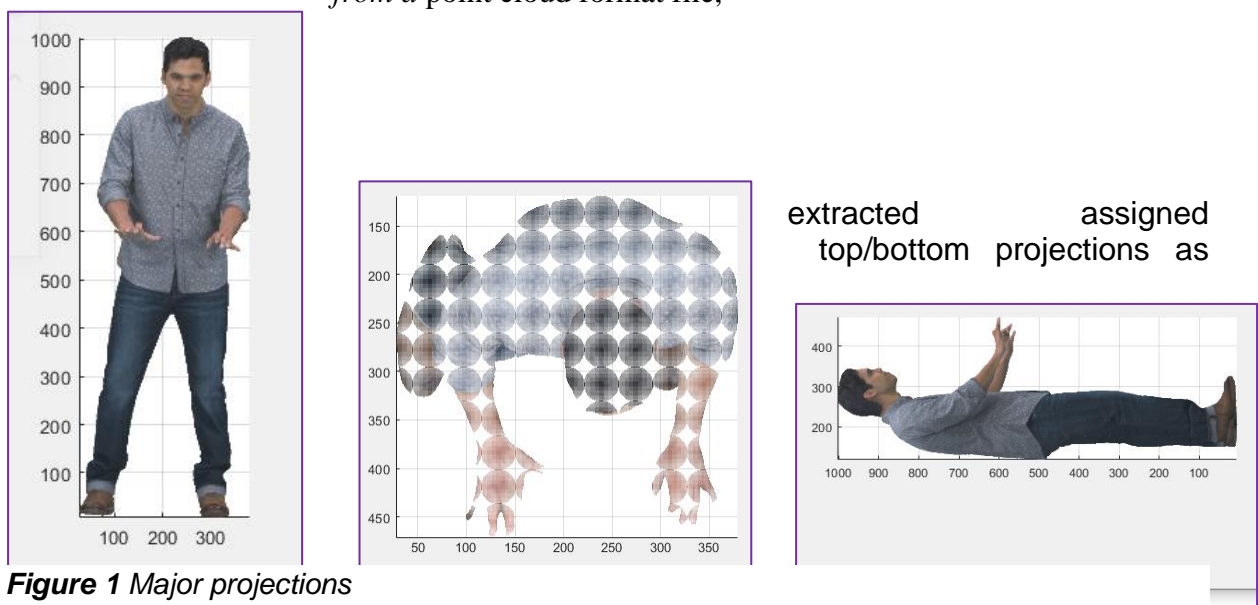 from a point cloud format file,
1000
900
800
700
600
500
400
300
200
100
100 200 300
150
200
250
300
350
400
450
50 100 150 200 250 300 350
extracted assigned
top/bottom projections as
400
300
200
1000 900 800 700 600 500 400 300 200 100
Figure 1 Major projections